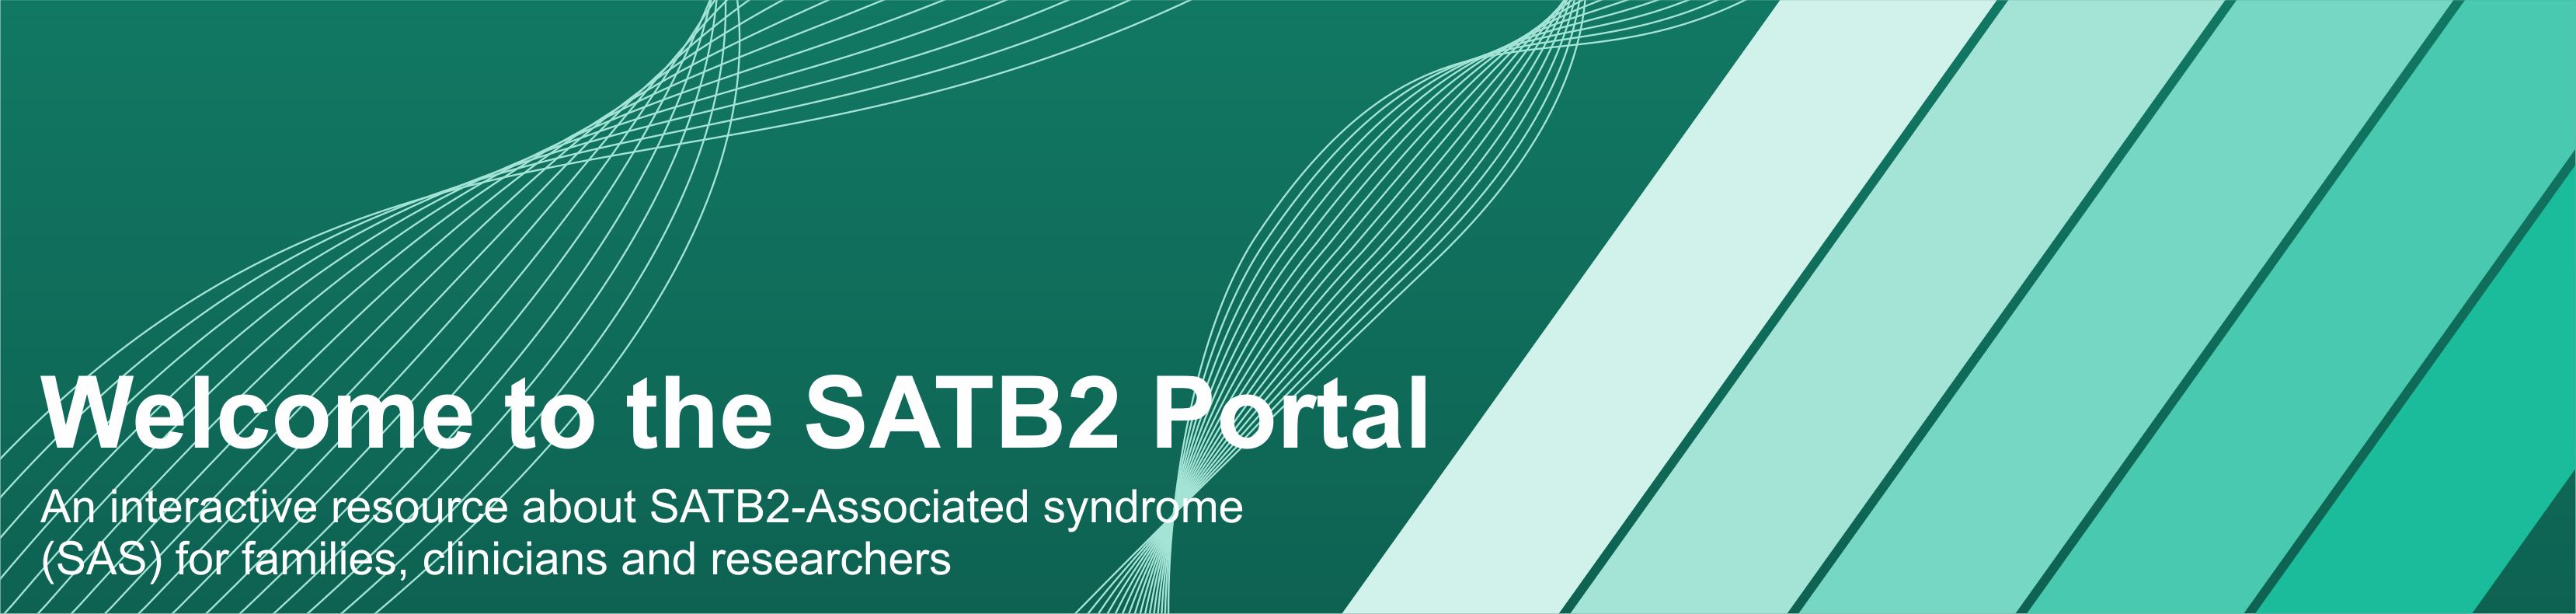 Welcome to the SATB2 Portal
An interactive resource about SATB2-Associated syndrome
(SAS) for families, clinicians and researchers